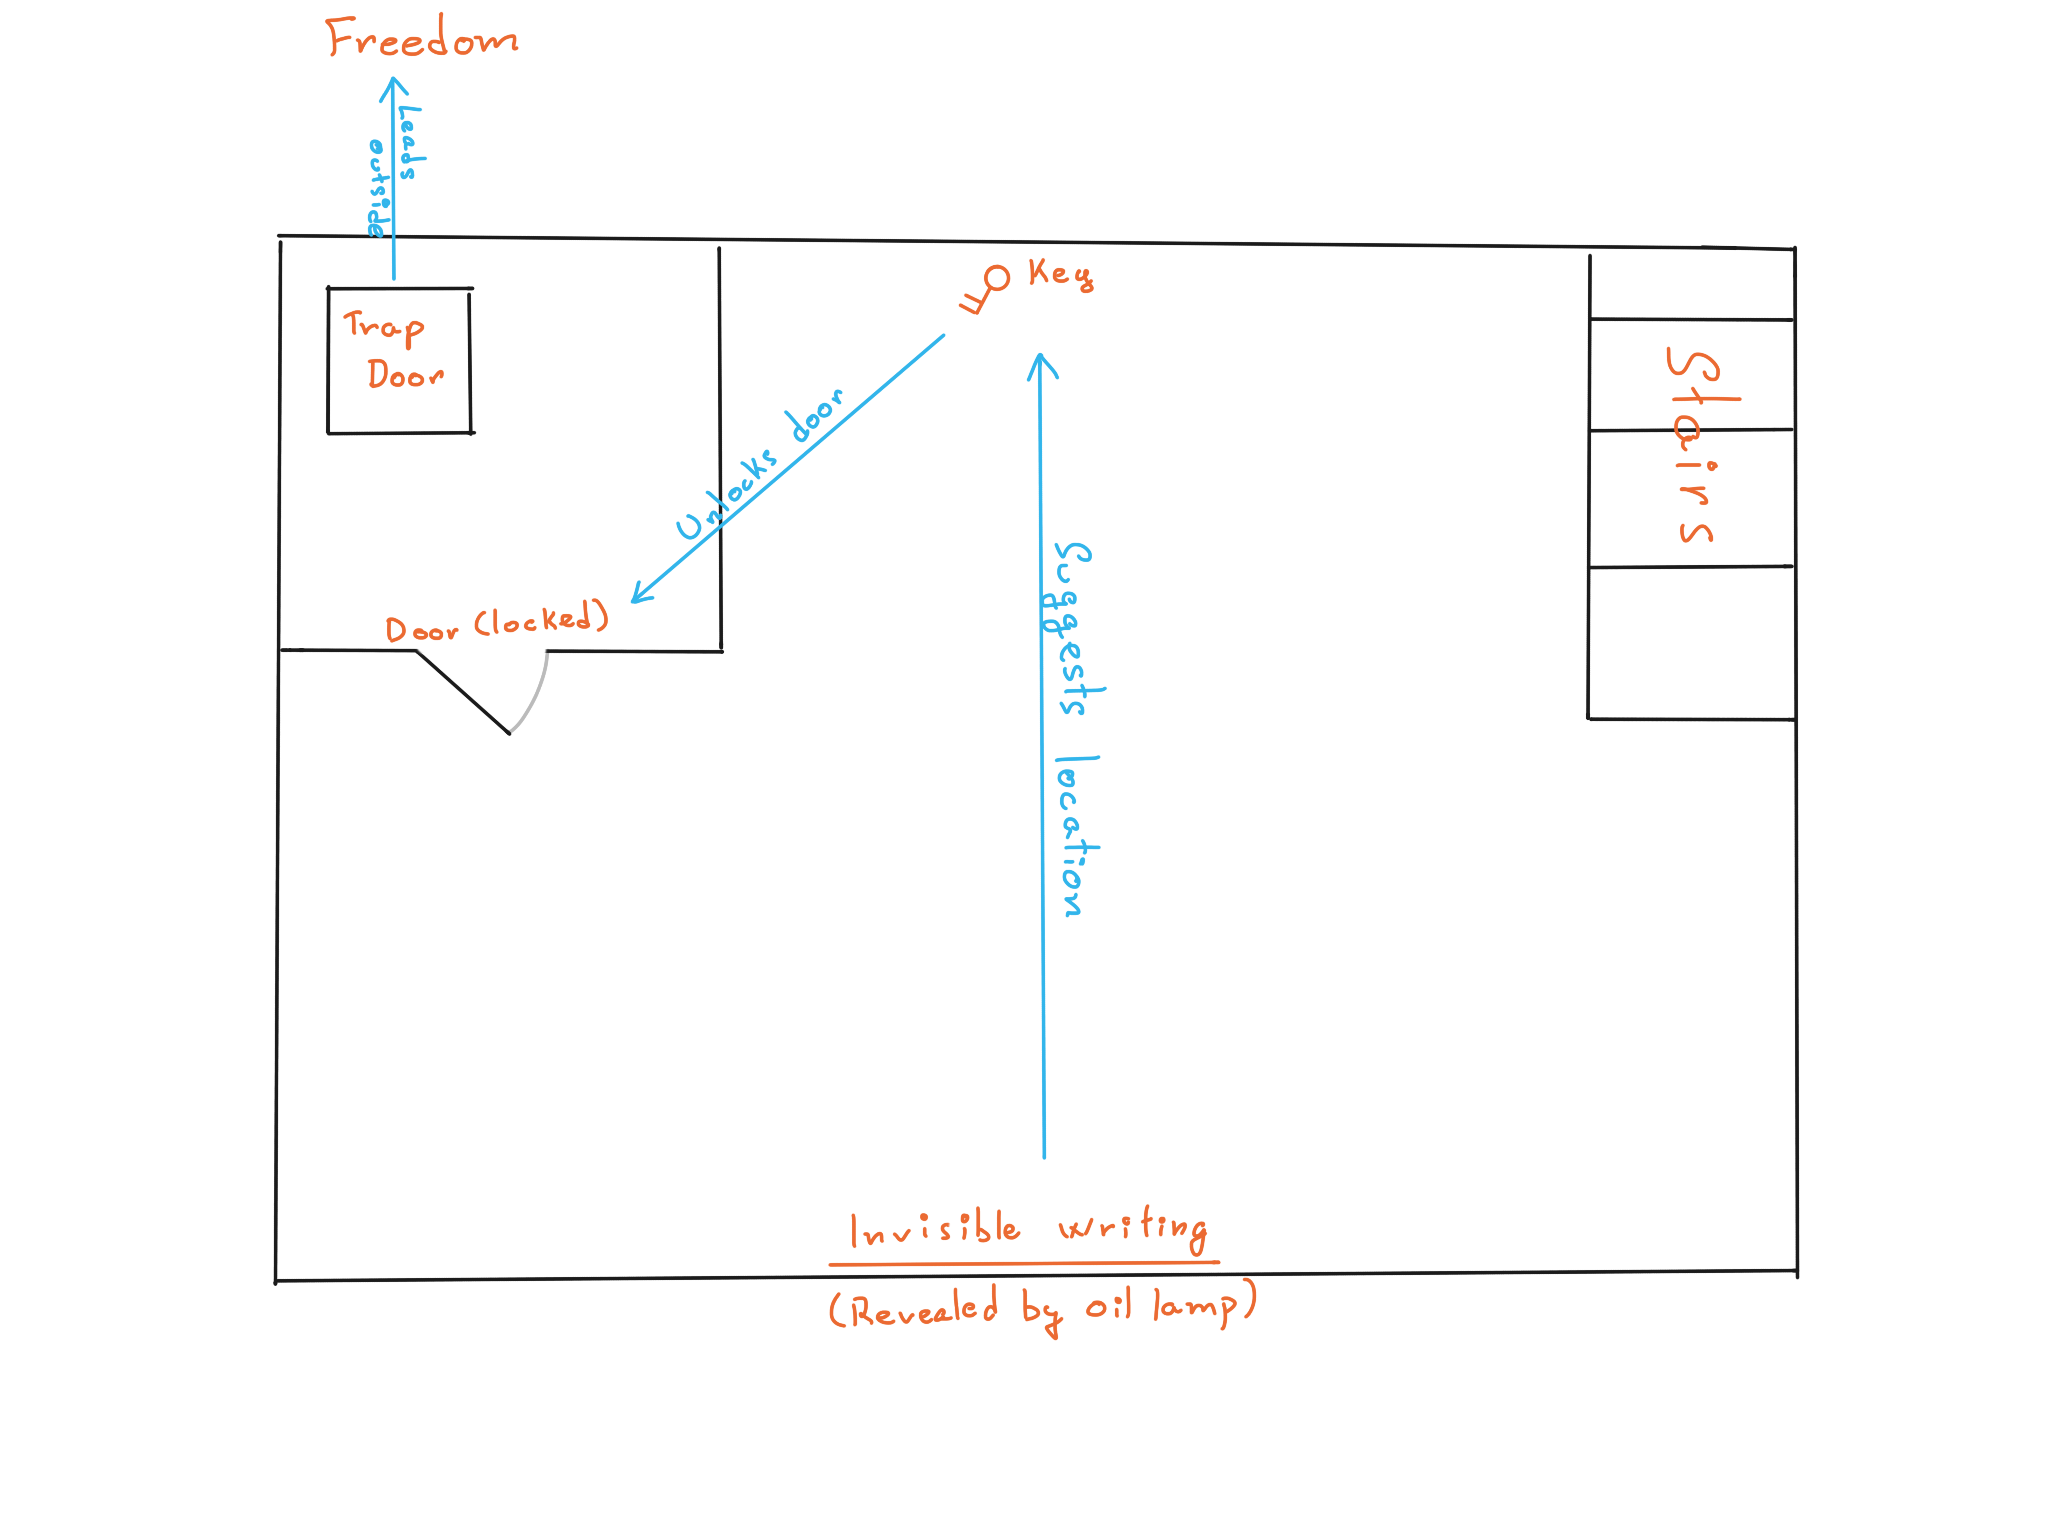 Freedom
Leads
outside
Key
Trap
Door
Stairs
Unlocks door
Door (locked)
Suggests location
Invisible writing
(Revealed by oil lamp)